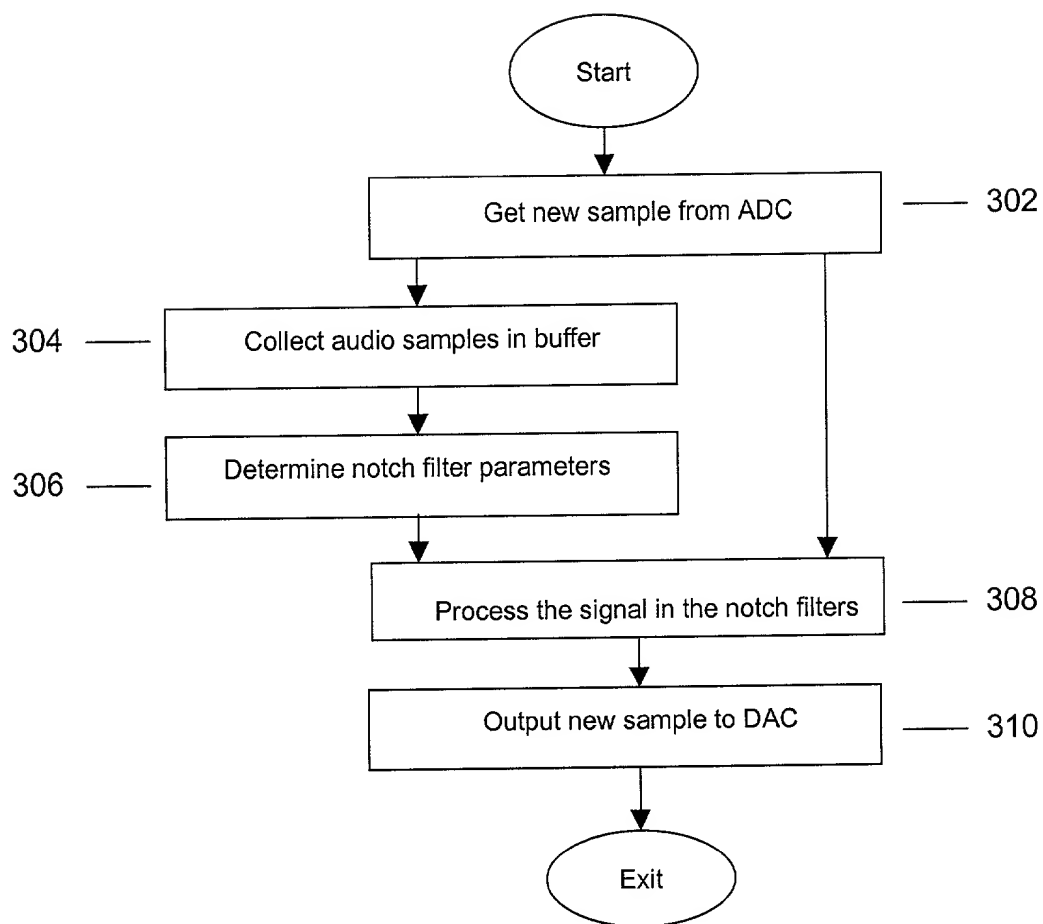 Start
Get new sample from ADC
302
304
Collect audio samples in buffer
306
Determine notch filter parameters
Process the signal in the notch filters
308
Output new sample to DAC
310
Exit